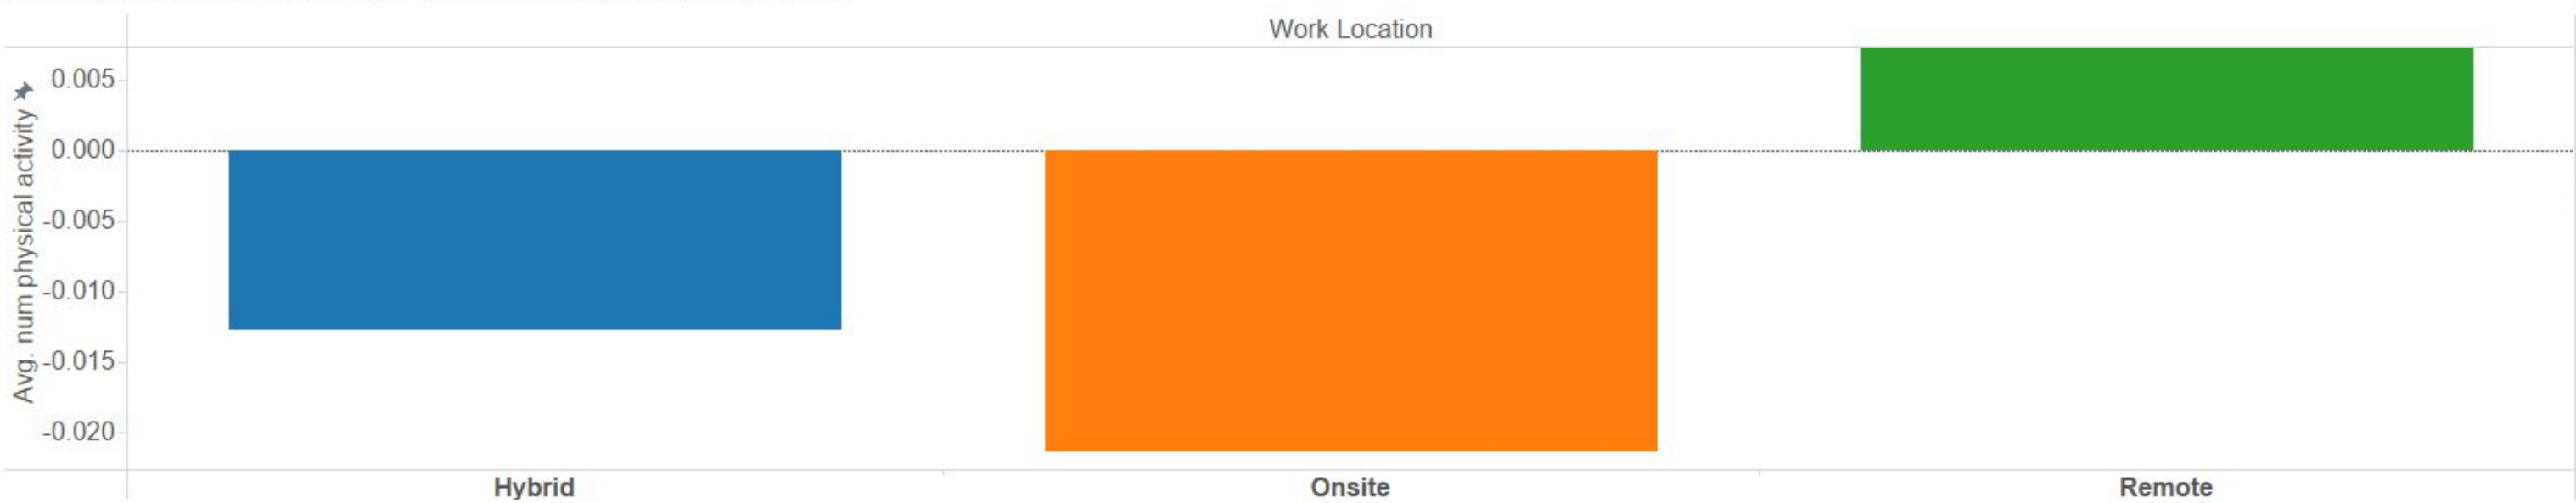 Work Location
Avg. num physical activity
0.005
0.000
-0.005
-0.010
-0.015
-0.020
Hybrid
Onsite
Remote